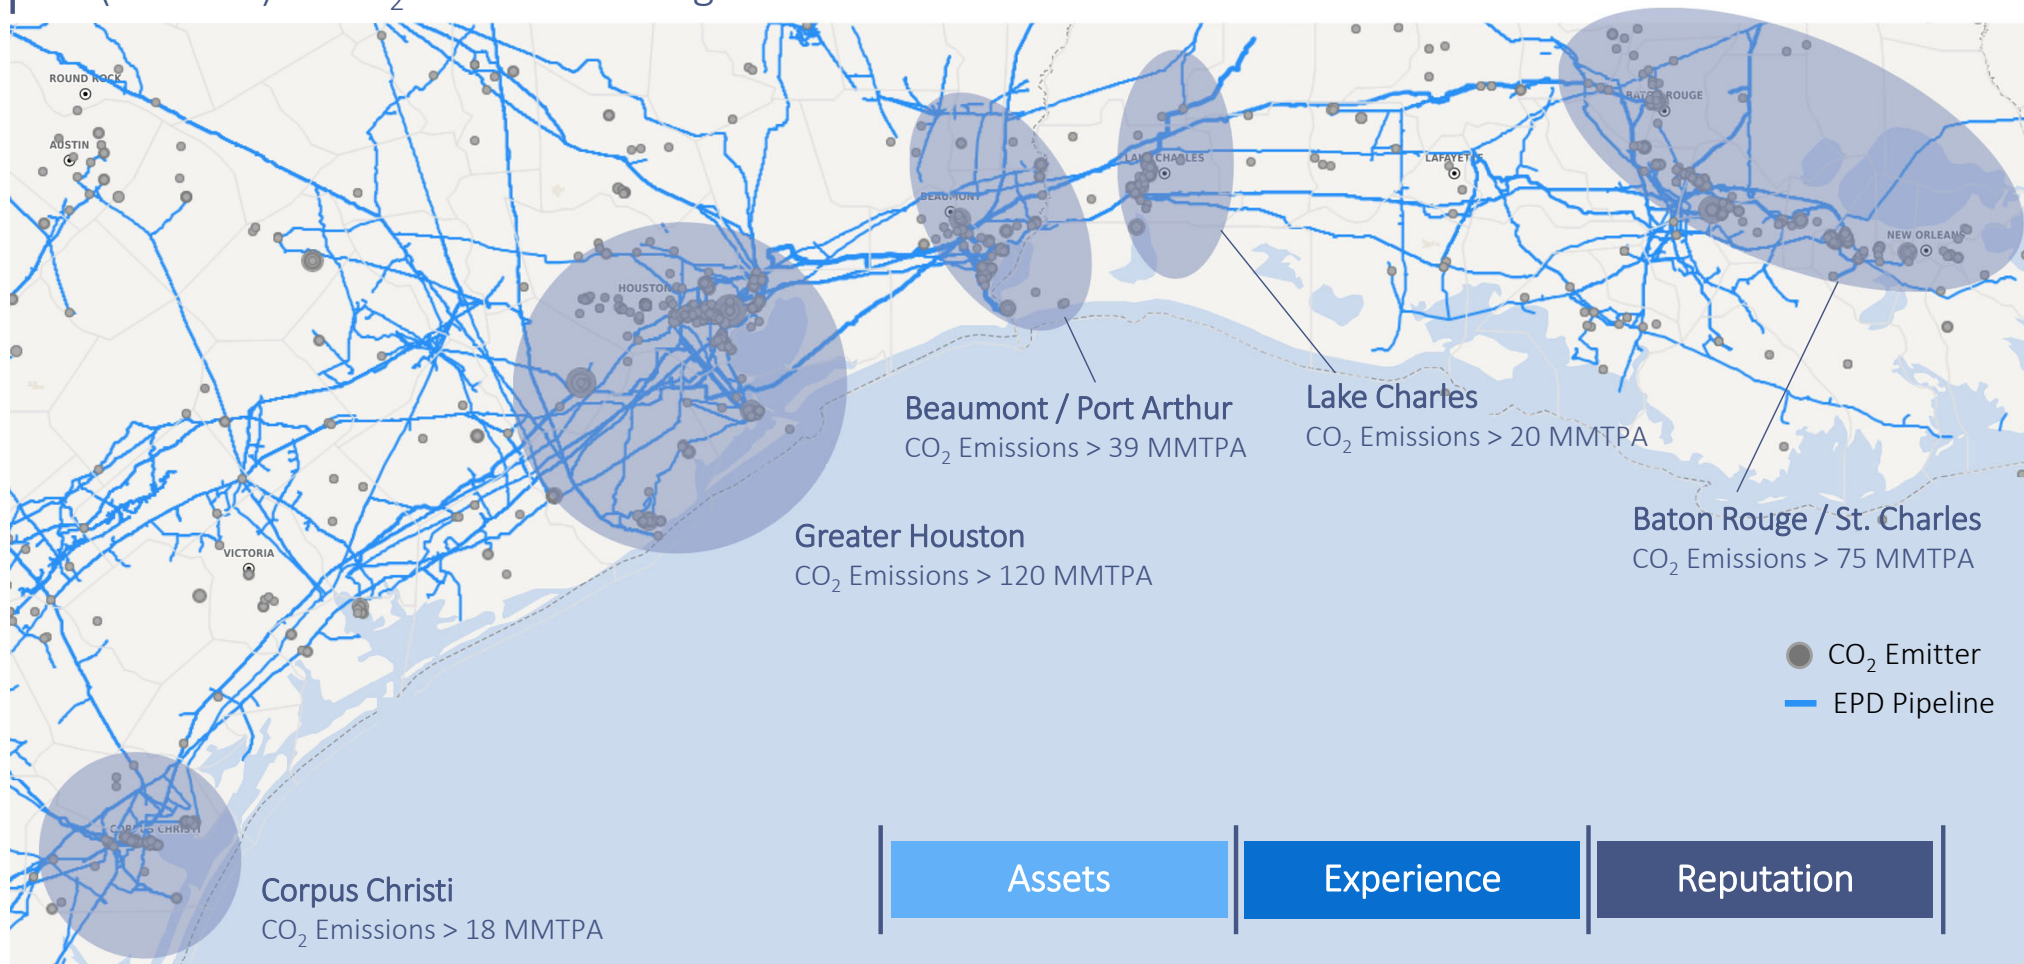 ROUND ROCK
AUSTIN
HOUSTON
BEAUMONT
LAKE CHARLES
LAFAYETTE
BATON ROUGE
NEW ORLEANS
VICTORIA
CORPUS CHRISTI
Beaumont / Port Arthur
CO₂ Emissions > 39 MMTPA
Lake Charles
CO₂ Emissions > 20 MMTPA
Greater Houston
CO₂ Emissions > 120 MMTPA
Baton Rouge / St. Charles
CO₂ Emissions > 75 MMTPA
CO₂ Emitter
EPD Pipeline
Corpus Christi
CO₂ Emissions > 18 MMTPA
Assets
Experience
Reputation